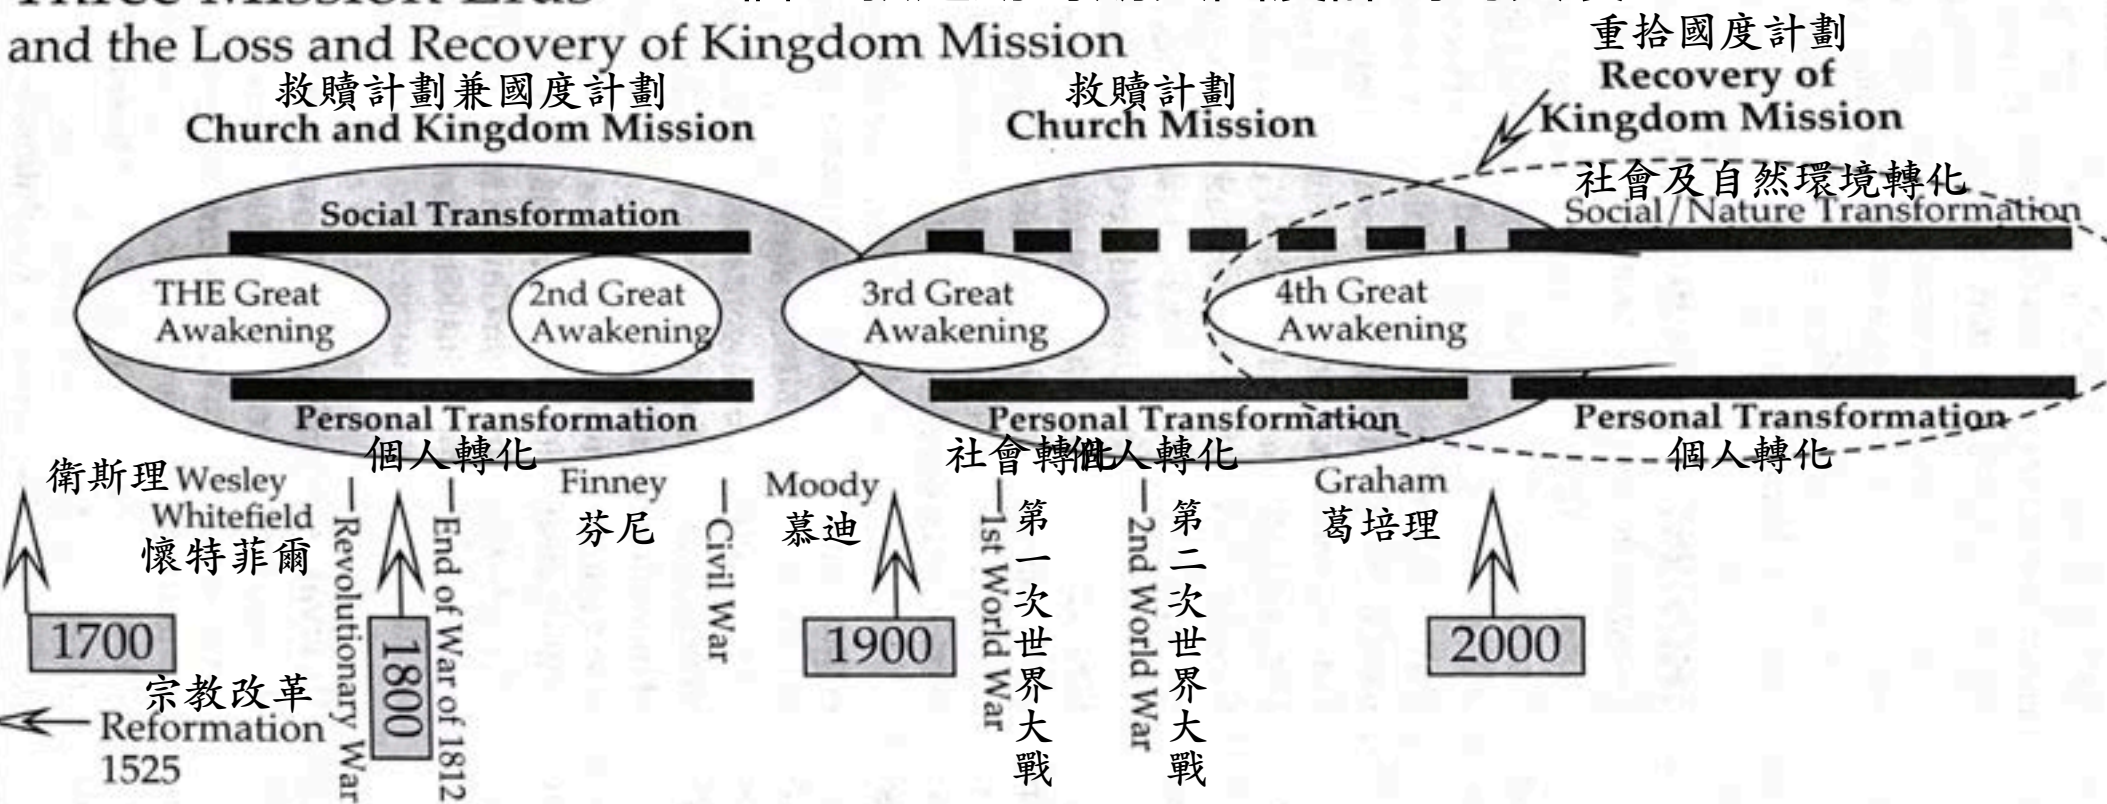 Three Mission Eras
and the Loss and Recovery of Kingdom Mission
救贖計劃兼國度計劃
Church and Kingdom Mission
救贖計劃
Church Mission
重拾國度計劃
Recovery of
Kingdom Mission
Social Transformation
社會及自然環境轉化
Social/Nature Transformation
THE Great
Awakening
2nd Great
Awakening
3rd Great
Awakening
4th Great
Awakening
Personal Transformation
個人轉化
Personal Transformation
社會轉化
個人轉化
Personal Transformation
個人轉化
衛斯理 Wesley
Whitefield
懷特菲爾
Finney
芬尼
Moody
慕迪
Graham
葛培理
Revolutionary War
End of War of 1812
Civil War
1st World War
第一次世界大戰
2nd World War
第二次世界大戰
1700
1800
1900
2000
宗教改革
Reformation
1525